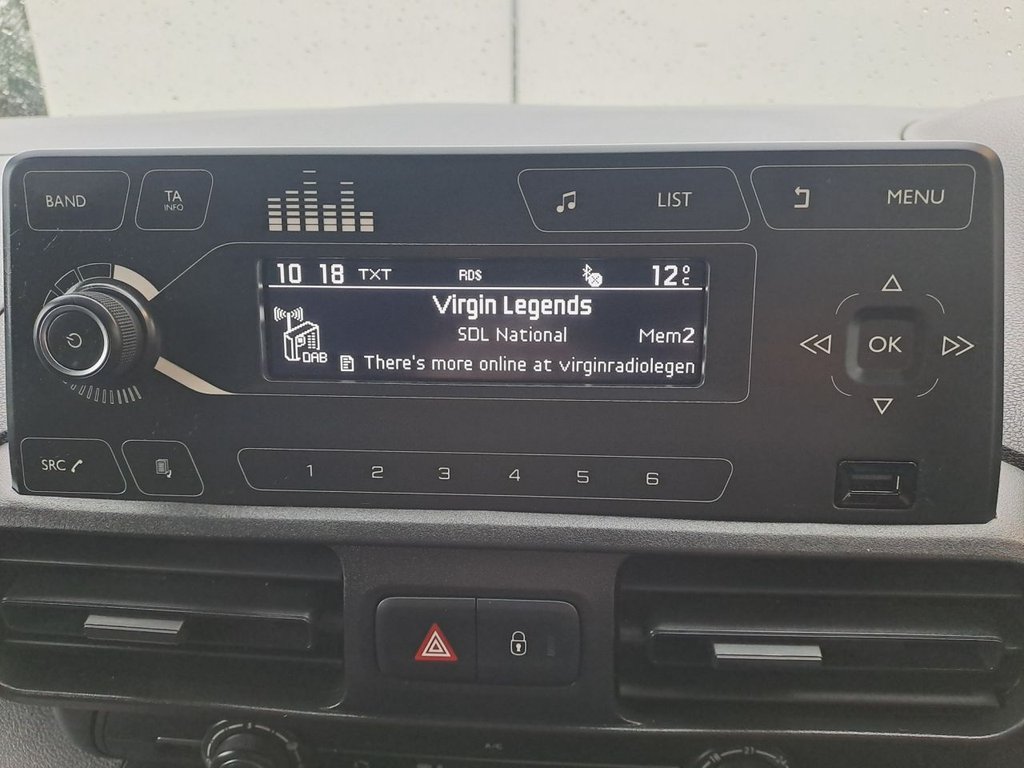 BAND
TA
INFO
LIST
MENU
10 18 TXT RDS 12°C
Virgin Legends
SDL National Mem2
DAB
There's more online at virginradiolegen
OK
SRC
1 2 3 4 5 6
A/C
21